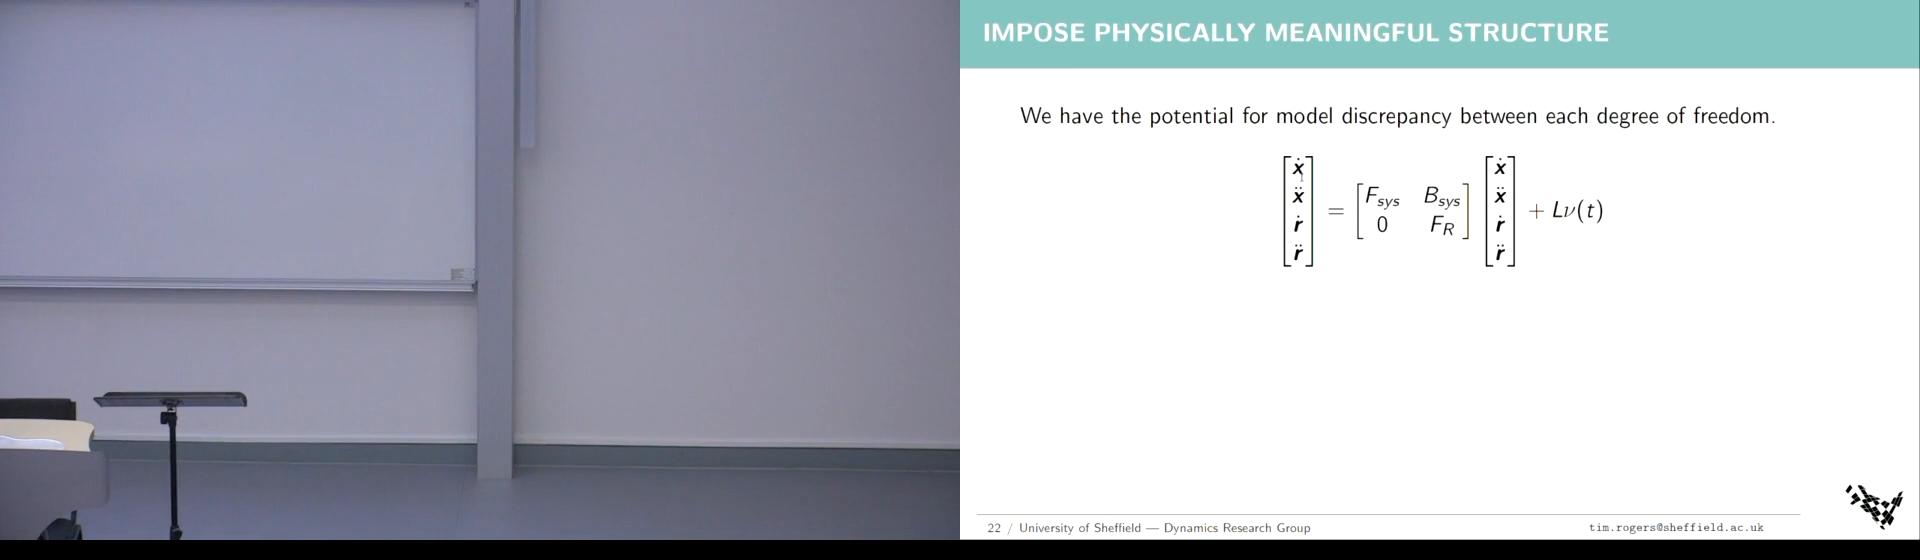 IMPOSE PHYSICALLY MEANINGFUL STRUCTURE
We have the potential for model discrepancy between each degree of freedom.
[ẋ ẍ ṙ r̈] = [F_sys B_sys 0 F_R] [ẋ ẍ ṙ r̈] + Lν(t)
22 / University of Sheffield — Dynamics Research Group
tim.rogers@sheffield.ac.uk